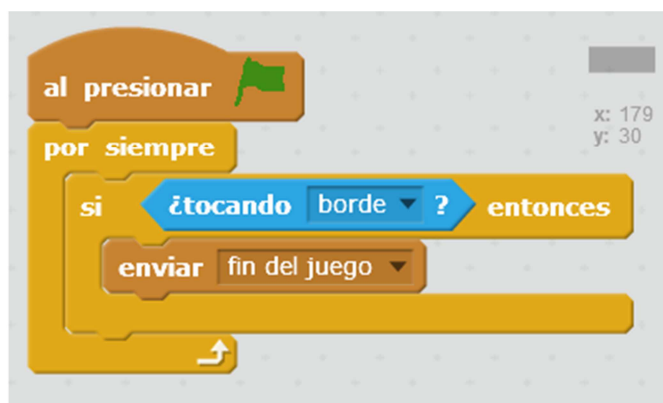 al presionar
por siempre
si ¿tocando borde ? entonces
enviar fin del juego
x: 179
y: 30